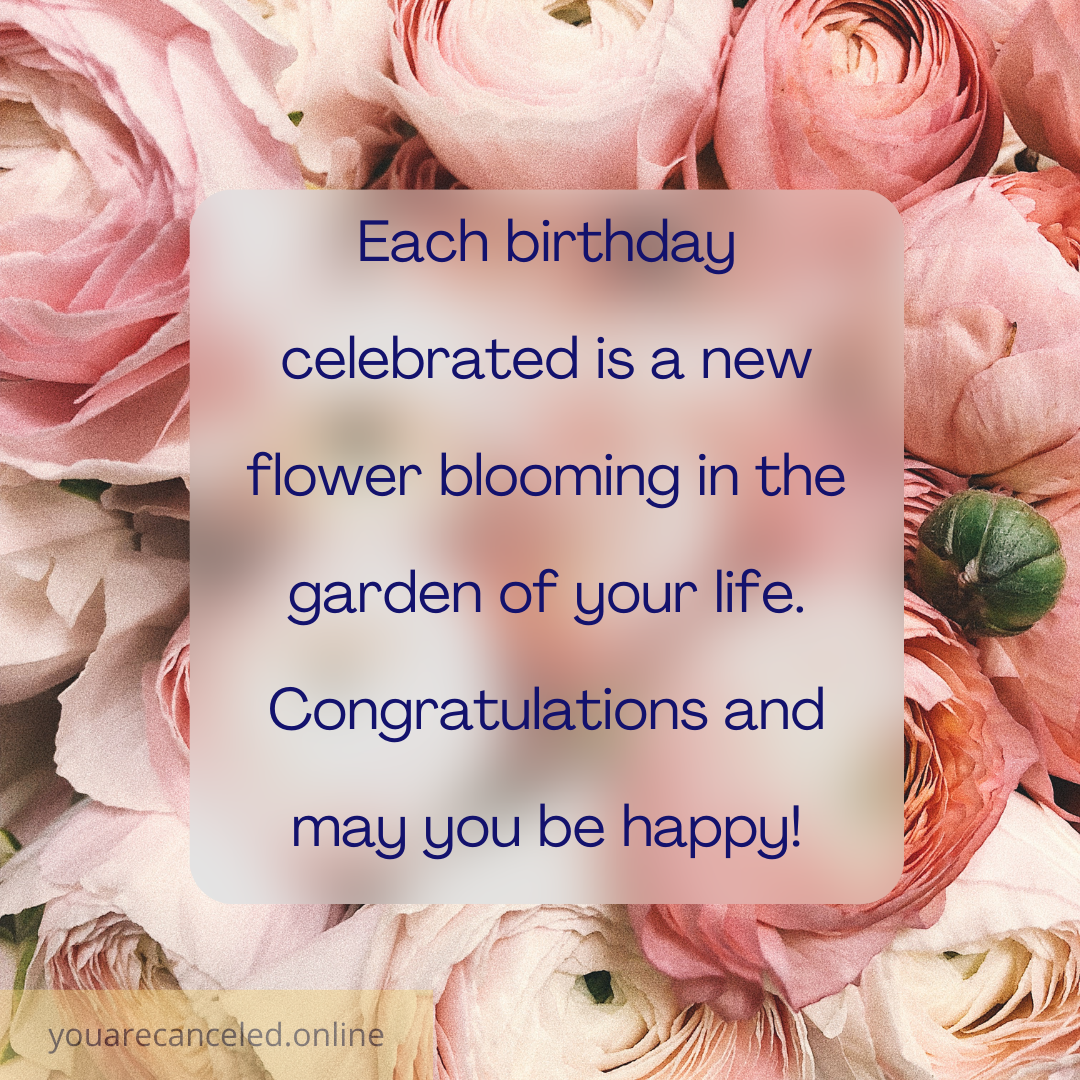 Each birthday
celebrated is a new
flower blooming in the
garden of your life.
Congratulations and
may you be happy!
youarecanceled.online